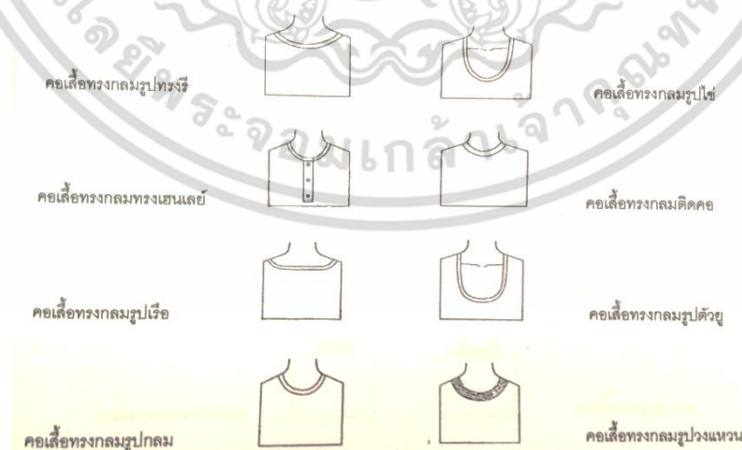 คอเสื้อทรงกลมรูปทรงรี
คอเสื้อทรงกลมรูปไข่
คอเสื้อทรงกลมทรงเฮนเลย์
คอเสื้อทรงกลมติดคอ
คอเสื้อทรงกลมรูปเรือ
คอเสื้อทรงกลมรูปตัวยู
คอเสื้อทรงกลมรูปกลม
คอเสื้อทรงกลมรูปวงแหวน